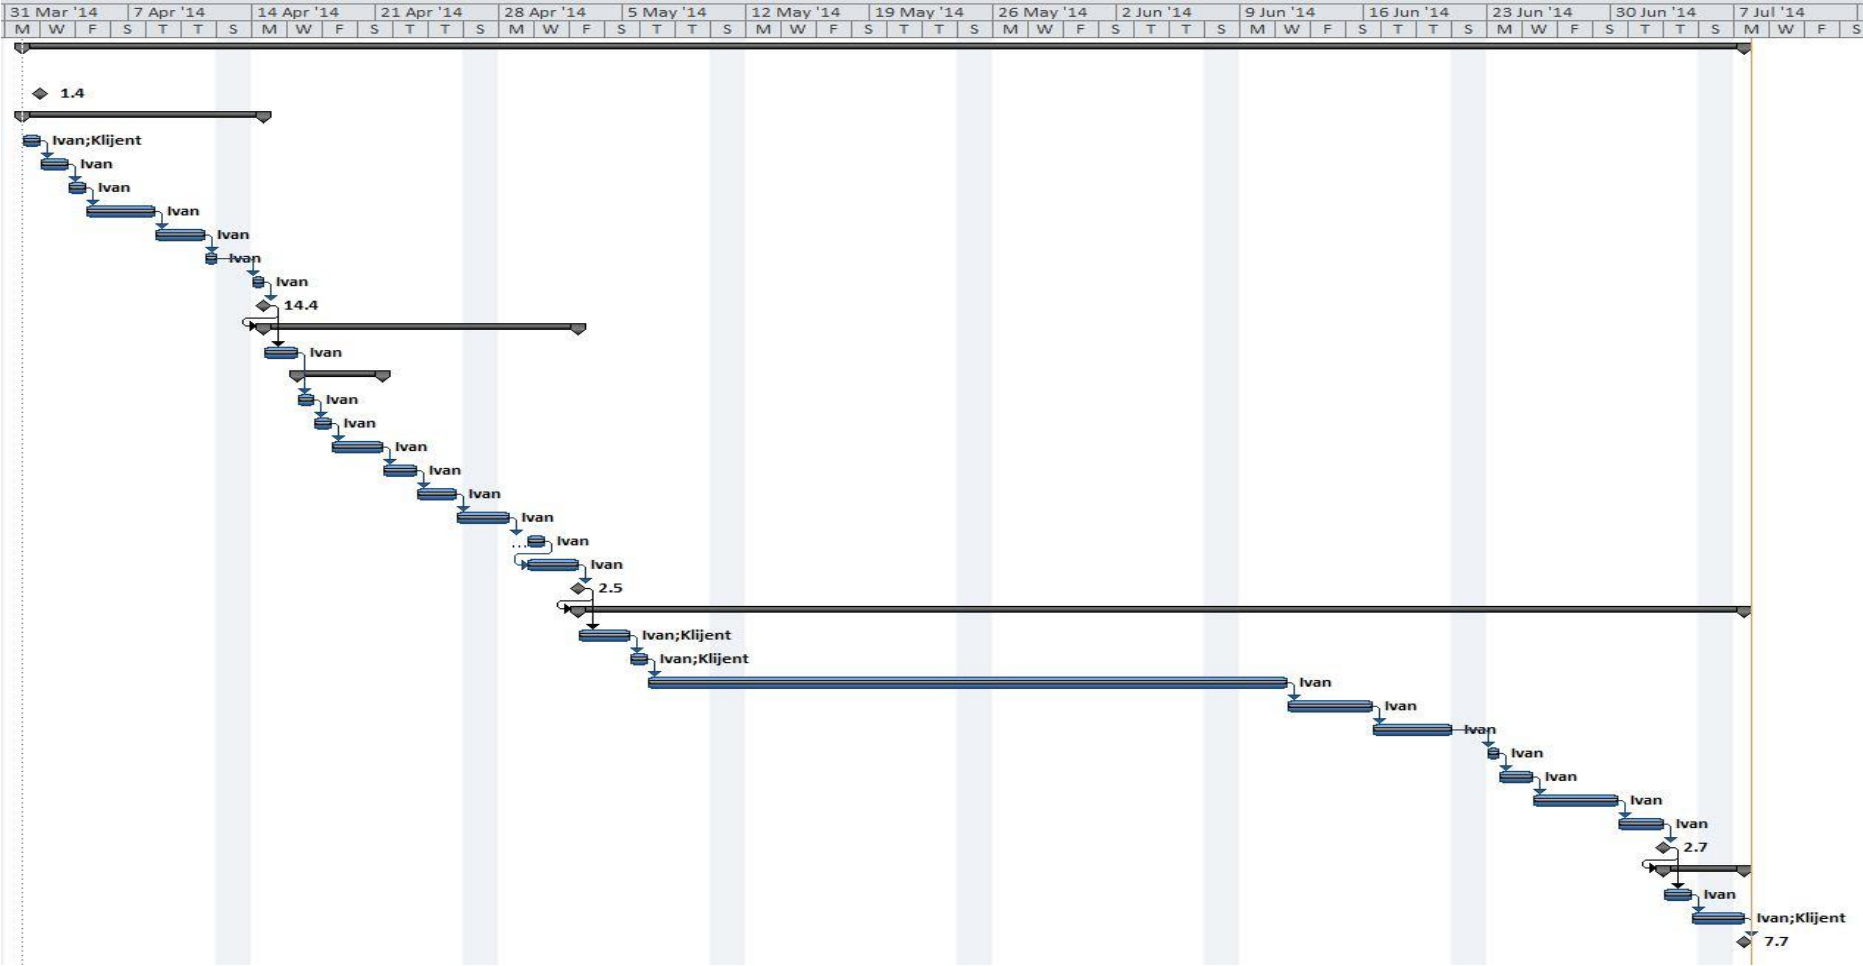 31 Mar '14 7 Apr '14 14 Apr '14 21 Apr '14 28 Apr '14 5 May '14 12 May '14 19 May '14 26 May '14 2 Jun '14 9 Jun '14 16 Jun '14 23 Jun '14 30 Jun '14 7 Jul '14
M W F S T T S M W F S T T S M W F S T T S M W F S T T S M W F S T T S M W F S T T S M W F S T T S M W F S
1.4
Ivan;Klijent
Ivan
Ivan
Ivan
Ivan
Ivan
Ivan
14.4
Ivan
Ivan
Ivan
Ivan
Ivan
Ivan
Ivan
Ivan
Ivan
2.5
Ivan;Klijent
Ivan;Klijent
Ivan
Ivan
Ivan
Ivan
Ivan
Ivan
Ivan
2.7
Ivan
Ivan;Klijent
7.7